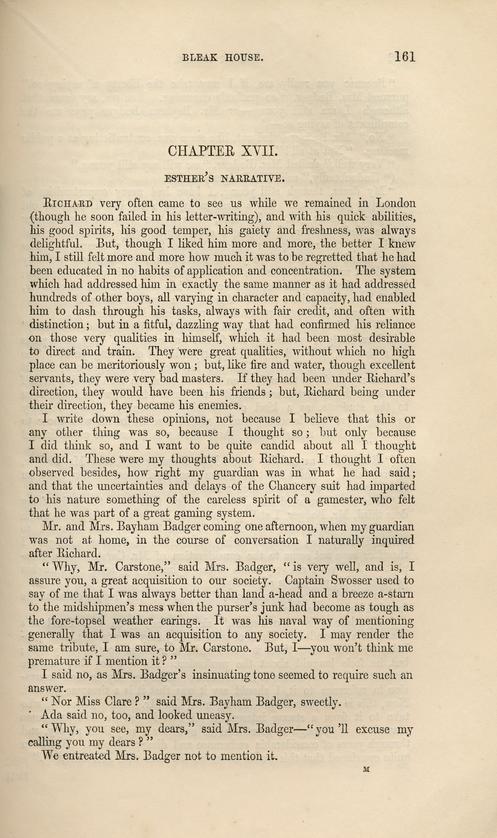 BLEAK HOUSE. 161
CHAPTER XVII.
ESTHER'S NARRATIVE.
RICHARD very often came to see us while we remained in London
(though he soon failed in his letter-writing), and with his quick abilities,
his good spirits, his good temper, his gaiety and freshness, was always
delightful. But, though I liked him more and more, the better I knew
him, I still felt more and more how much it was to be regretted that he had
been educated in no habits of application and concentration. The system
which had addressed him in exactly the same manner as it had addressed
hundreds of other boys, all varying in character and capacity, had enabled
him to dash through his tasks, always with fair credit, and often with
distinction; but in a fitful, dazzling way that had confirmed his reliance
on those very qualities in himself, which it had been most desirable
to direct and train. They were great qualities, without which no high
place can be meritoriously won; but, like fire and water, though excellent
servants, they were very bad masters. If they had been under Richard's
direction, they would have been his friends; but, Richard being under
their direction, they became his enemies.
I write down these opinions, not because I believe that this or
any other thing was so, because I thought so; but only because
I did think so, and I want to be quite candid about all I thought
and did. These were my thoughts about Richard. I thought I often
observed besides, how right my guardian was in what he had said;
and that the uncertainties and delays of the Chancery suit had imparted
to his nature something of the careless spirit of a gamester, who felt
that he was part of a great gaming system.
Mr. and Mrs. Bayham Badger coming one afternoon, when my guardian
was not at home, in the course of conversation I naturally inquired
after Richard.
"Why, Mr. Carstone," said Mrs. Badger, "is very well, and is, I
assure you, a great acquisition to our society. Captain Swosser used to
say of me that I was always better than land a-head and a breeze a-starn
to the midshipmen's mess when the purser's junk had become as tough as
the fore-topsel weather earings. It was his naval way of mentioning
generally that I was an acquisition to any society. I may render the
same tribute, I am sure, to Mr. Carstone. But, I—you won't think me
premature if I mention it?"
I said no, as Mrs. Badger's insinuating tone seemed to require such an
answer.
"Nor Miss Clare?" said Mrs. Bayham Badger, sweetly.
Ada said no, too, and looked uneasy.
"Why, you see, my dears," said Mrs. Badger—"you'll excuse my
calling you my dears?"
We entreated Mrs. Badger not to mention it.
M